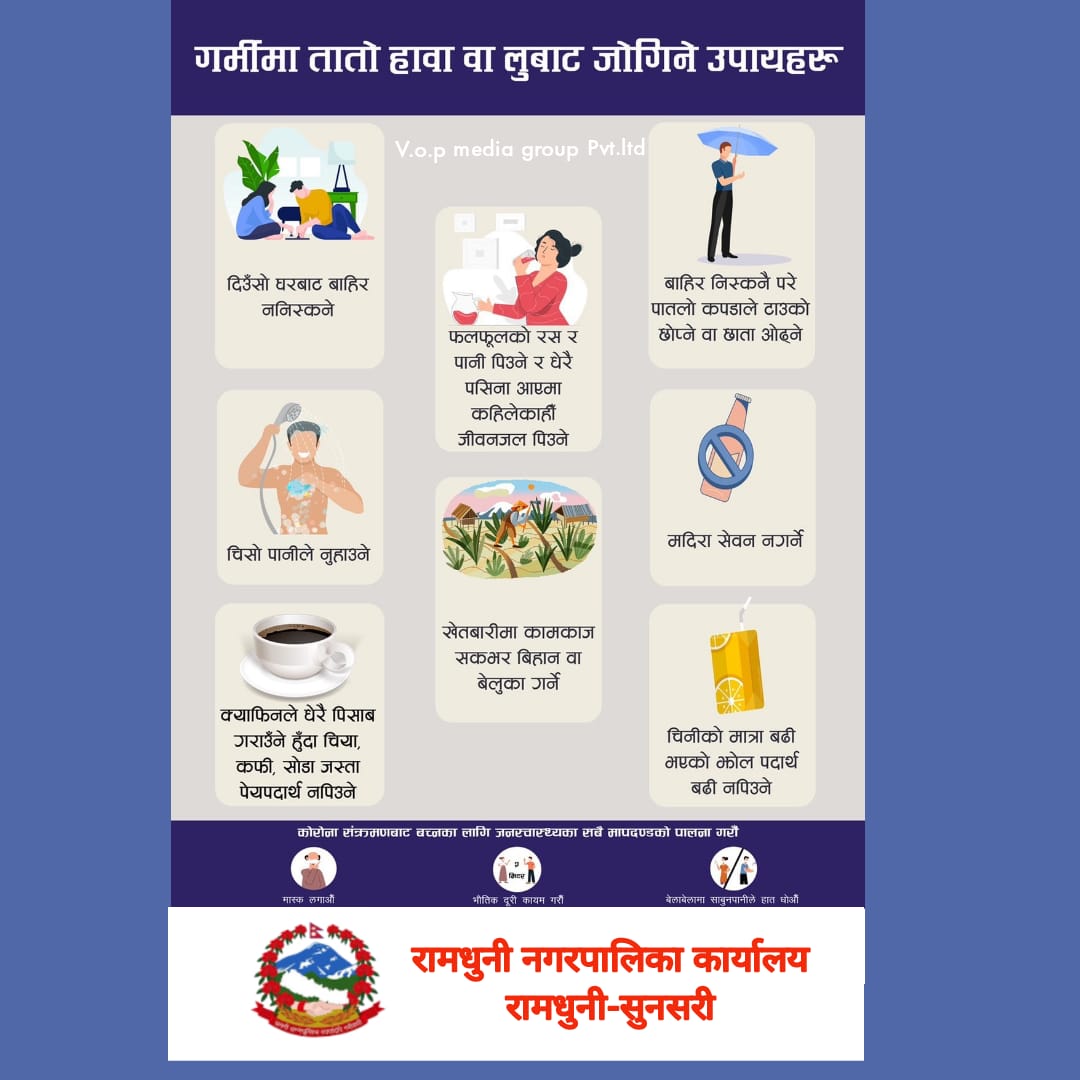 गर्मीमा तातो हावा वा लुबाट जोगिने उपायहरू
V.o.p media group Pvt.ltd
दिउँसो घरबाट बाहिर
ननिस्कने
फलफूलको रस र
पानी पिउने र धेरै
पसिना आएमा
कहिलेकाहीँ
जीवनजल पिउने
बाहिर निस्कनै परे
पातलो कपडाले टाउको
छोप्ने वा छाता ओढ्ने
चिसो पानीले नुहाउने
खेतबारीमा कामकाज
सकभर बिहान वा
बेलुका गर्ने
मदिरा सेवन नगर्ने
क्याफिनले धेरै पिसाब
गराउँने हुँदा चिया,
कफी, सोडा जस्ता
पेयपदार्थ नपिउने
चिनीको मात्रा बढी
भएको झोल पदार्थ
बढी नपिउने
कोरोना संक्रमणबाट बच्नका लागि जनस्वास्थ्यका सबै मापदण्डको पालना गरौं
२
मिटर
मास्क लगाऔं
भौतिक दूरी कायम गरौं
बेलाबेलामा साबुनपानीले हात धोऔं
रामधुनी नगरपालिका कार्यालय
रामधुनी-सुनसरी